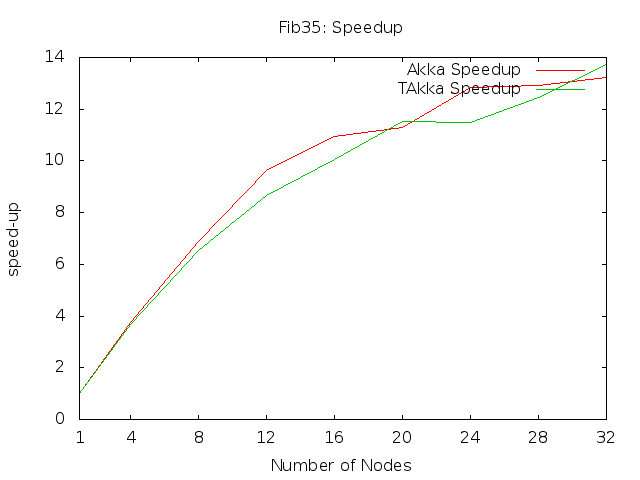 Fib35: Speedup
Akka Speedup
TAkka Speedup
speed-up
14
12
10
8
6
4
2
0
1 4 8 12 16 20 24 28 32
Number of Nodes